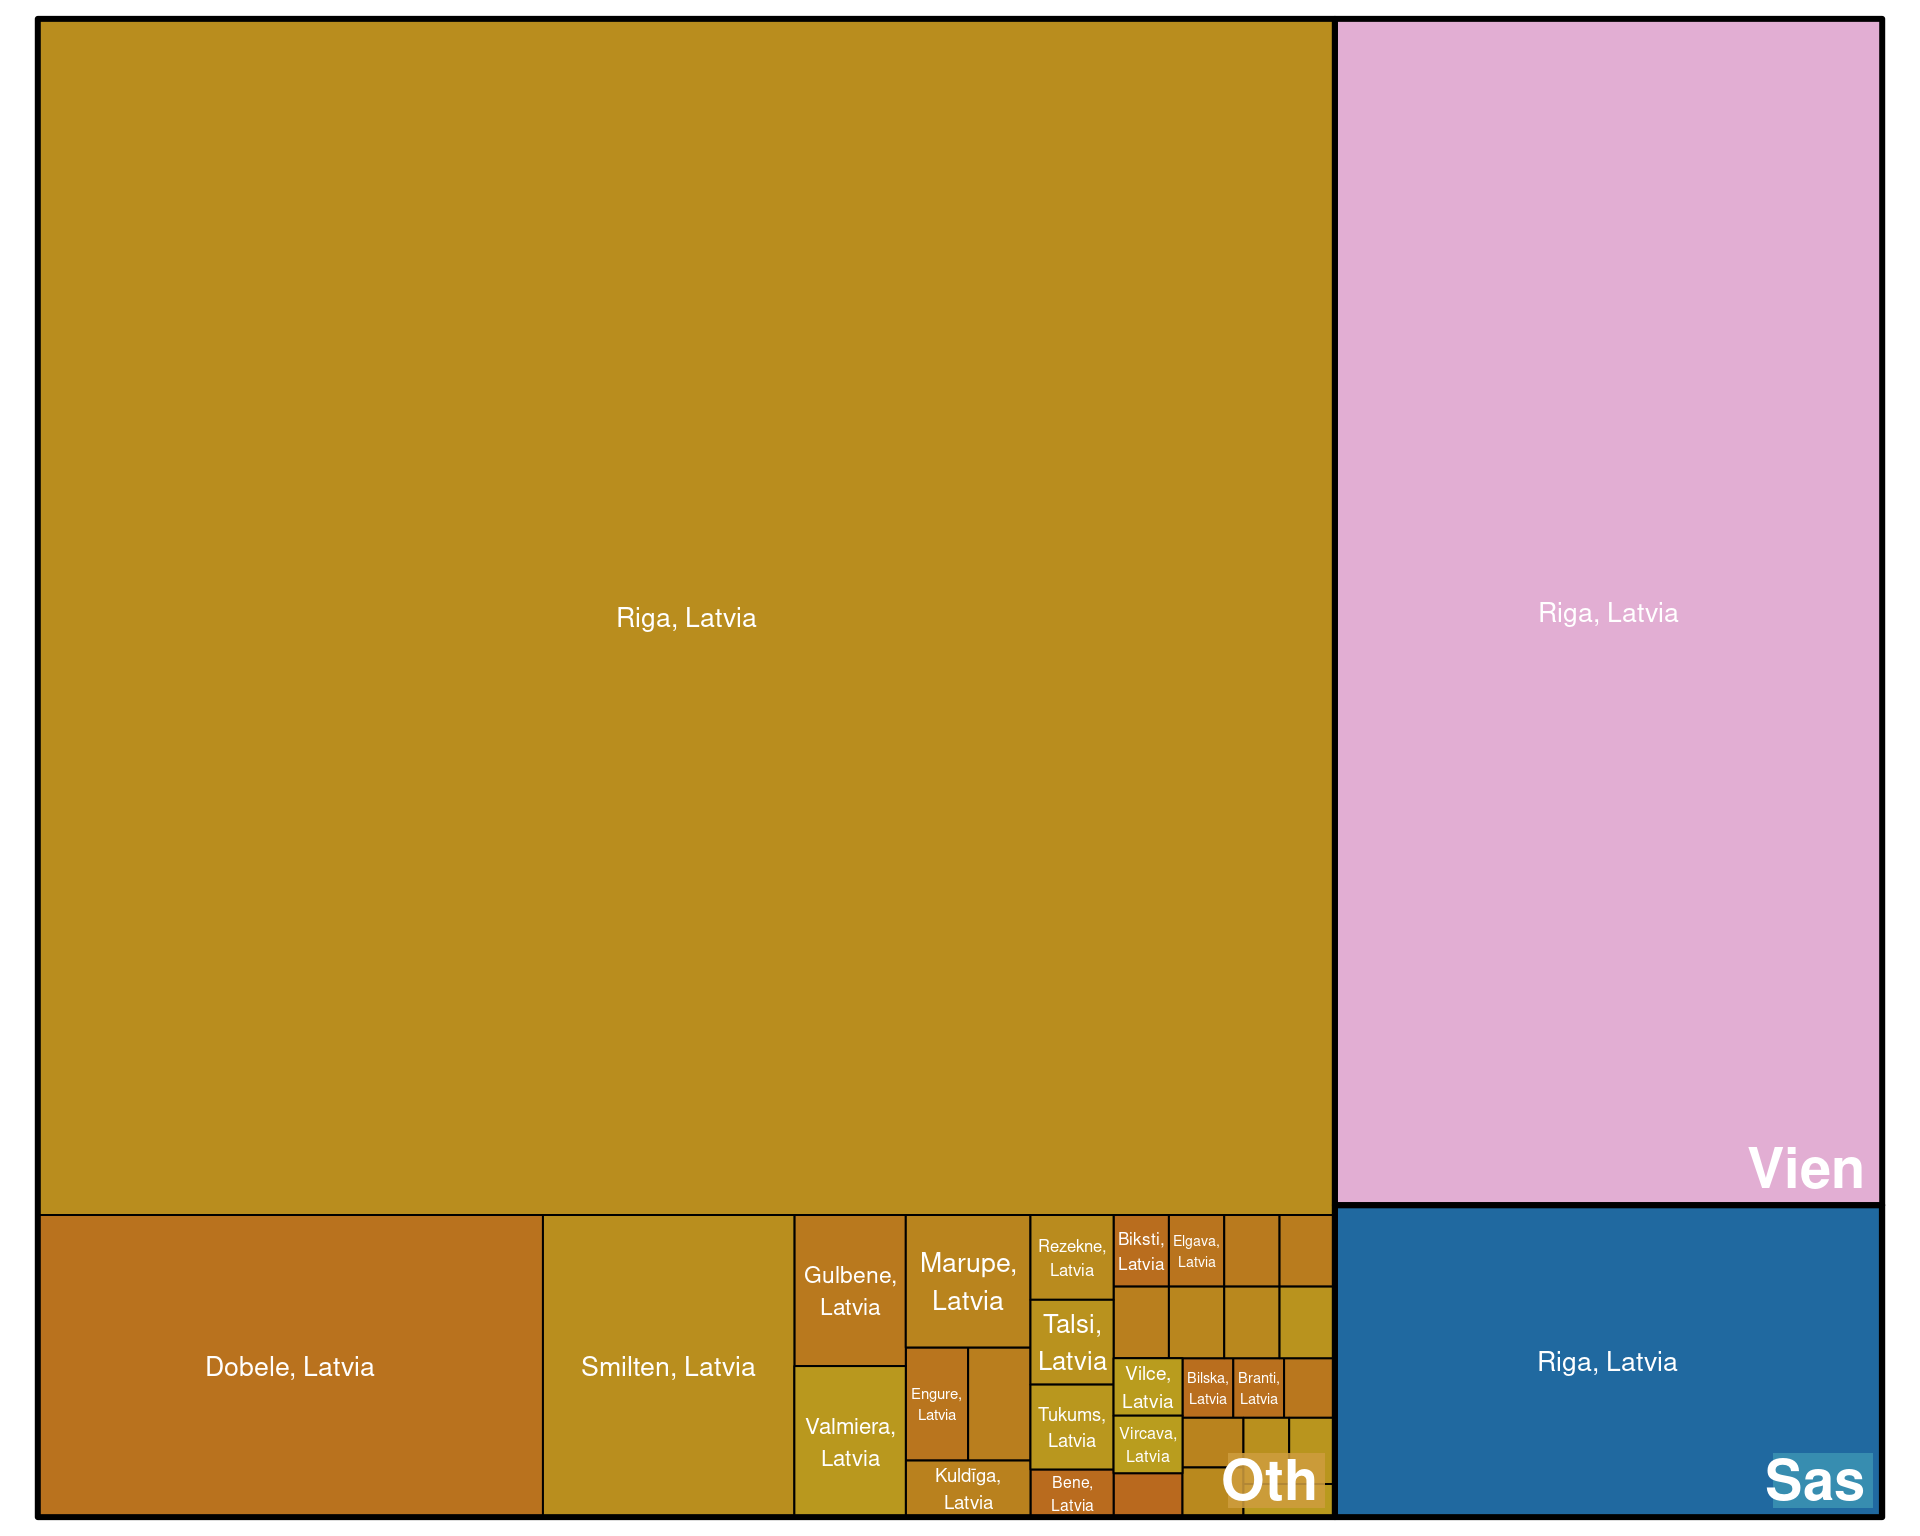 Riga, Latvia
Riga, Latvia
Vien
Dobele, Latvia
Smilten, Latvia
Gulbene,
Latvia
Valmiera,
Latvia
Marupe,
Latvia
Engure,
Latvia
Kuldīga,
Latvia
Rezekne,
Latvia
Talsi,
Latvia
Tukums,
Latvia
Bene,
Latvia
Biksti,
Latvia
Elgava,
Latvia
Vilce,
Latvia
Vircava,
Latvia
Bilska,
Latvia
Branti,
Latvia
Oth
Riga, Latvia
Sas